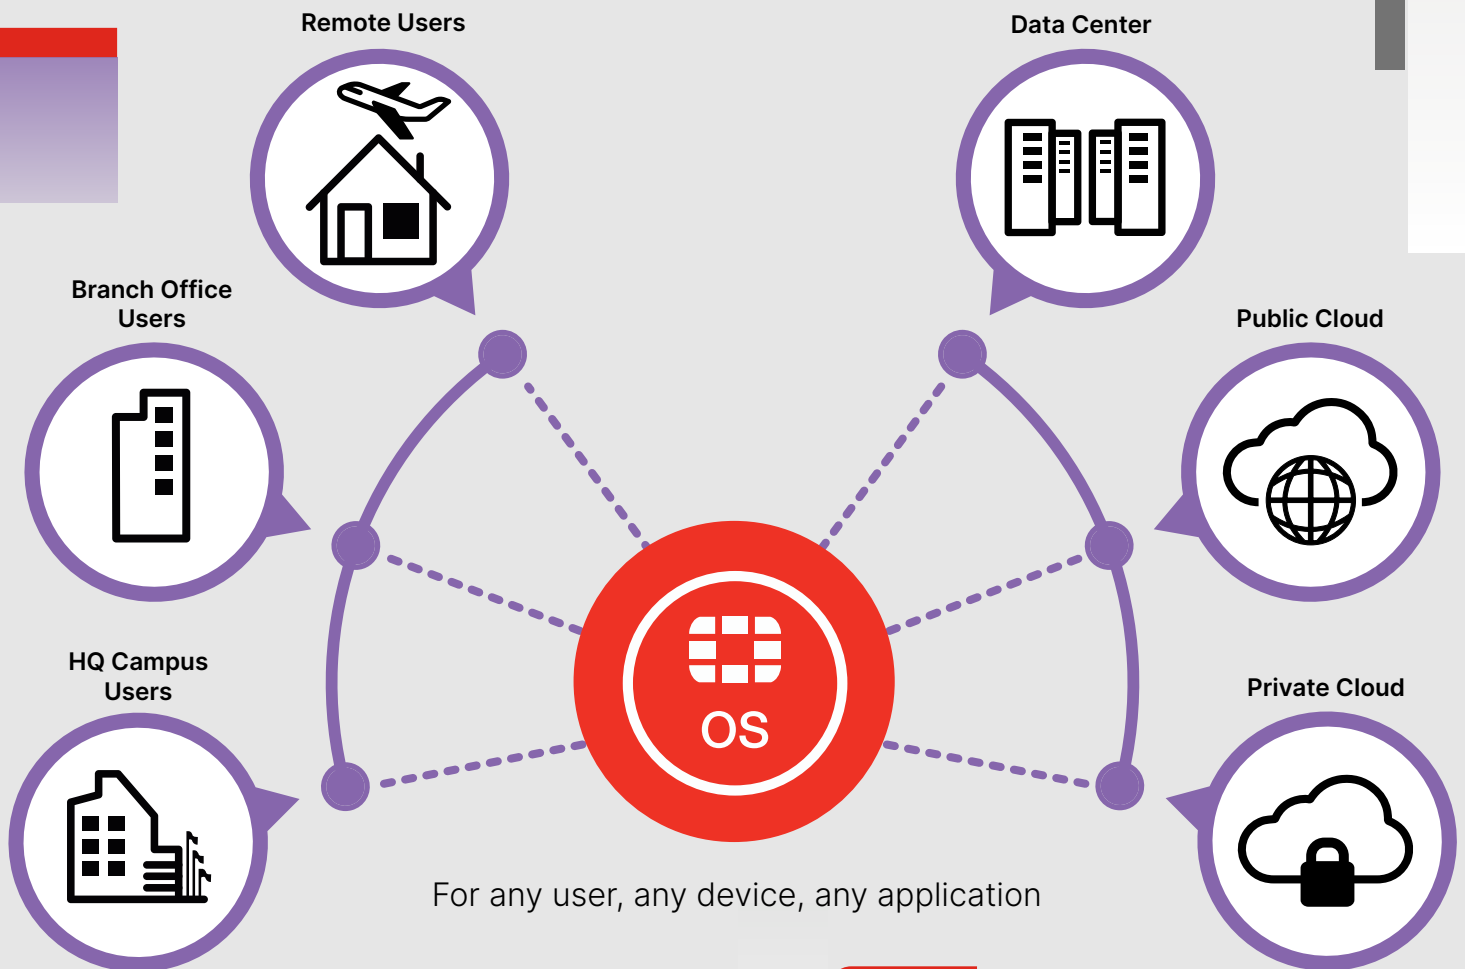 Remote Users
Data Center
Branch Office
Users
Public Cloud
HQ Campus
Users
Private Cloud
OS
For any user, any device, any application